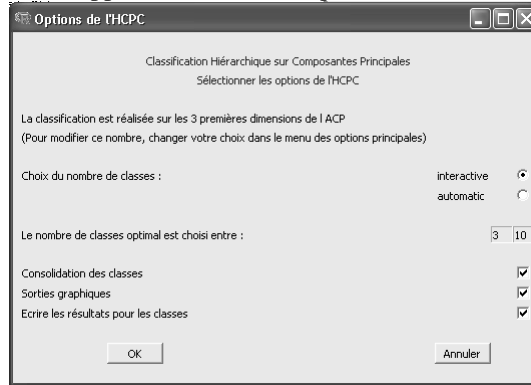 Options de l'HCPC
Classification Hiérarchique sur Composantes Principales
Sélectionner les options de l'HCPC
La classification est réalisée sur les 3 premières dimensions de l ACP
(Pour modifier ce nombre, changer votre choix dans le menu des options principales)
Choix du nombre de classes : interactive
automatic
Le nombre de classes optimal est choisi entre : 3 10
Consolidation des classes
Sorties graphiques
Ecrire les résultats pour les classes
OK Annuler